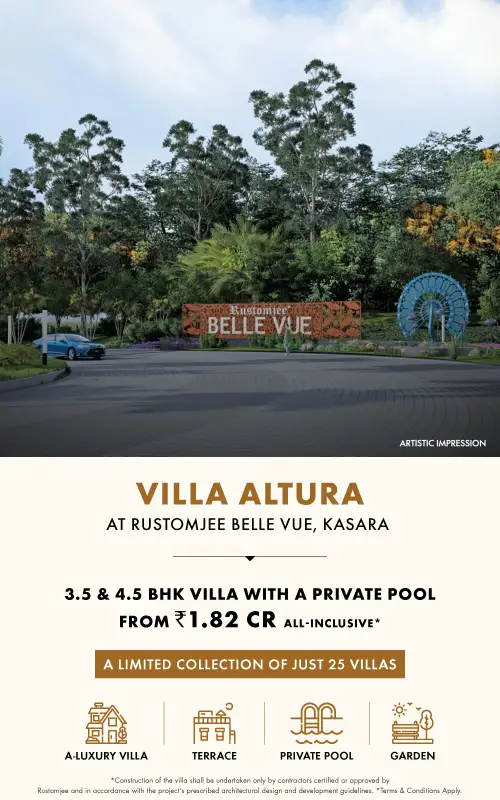 Rustomjee
BELLE VUE
ARTISTIC IMPRESSION
VILLA ALTURA
AT RUSTOMJEE BELLE VUE, KASARA
3.5 & 4.5 BHK VILLA WITH A PRIVATE POOL
FROM ₹1.82 CR ALL-INCLUSIVE*
A LIMITED COLLECTION OF JUST 25 VILLAS
A-LUXURY VILLA
TERRACE
PRIVATE POOL
GARDEN
*Construction of the villa shall be undertaken only by contractors certified or approved by
Rustomjee and in accordance with the project's prescribed architectural design and development guidelines. *Terms & Conditions Apply.